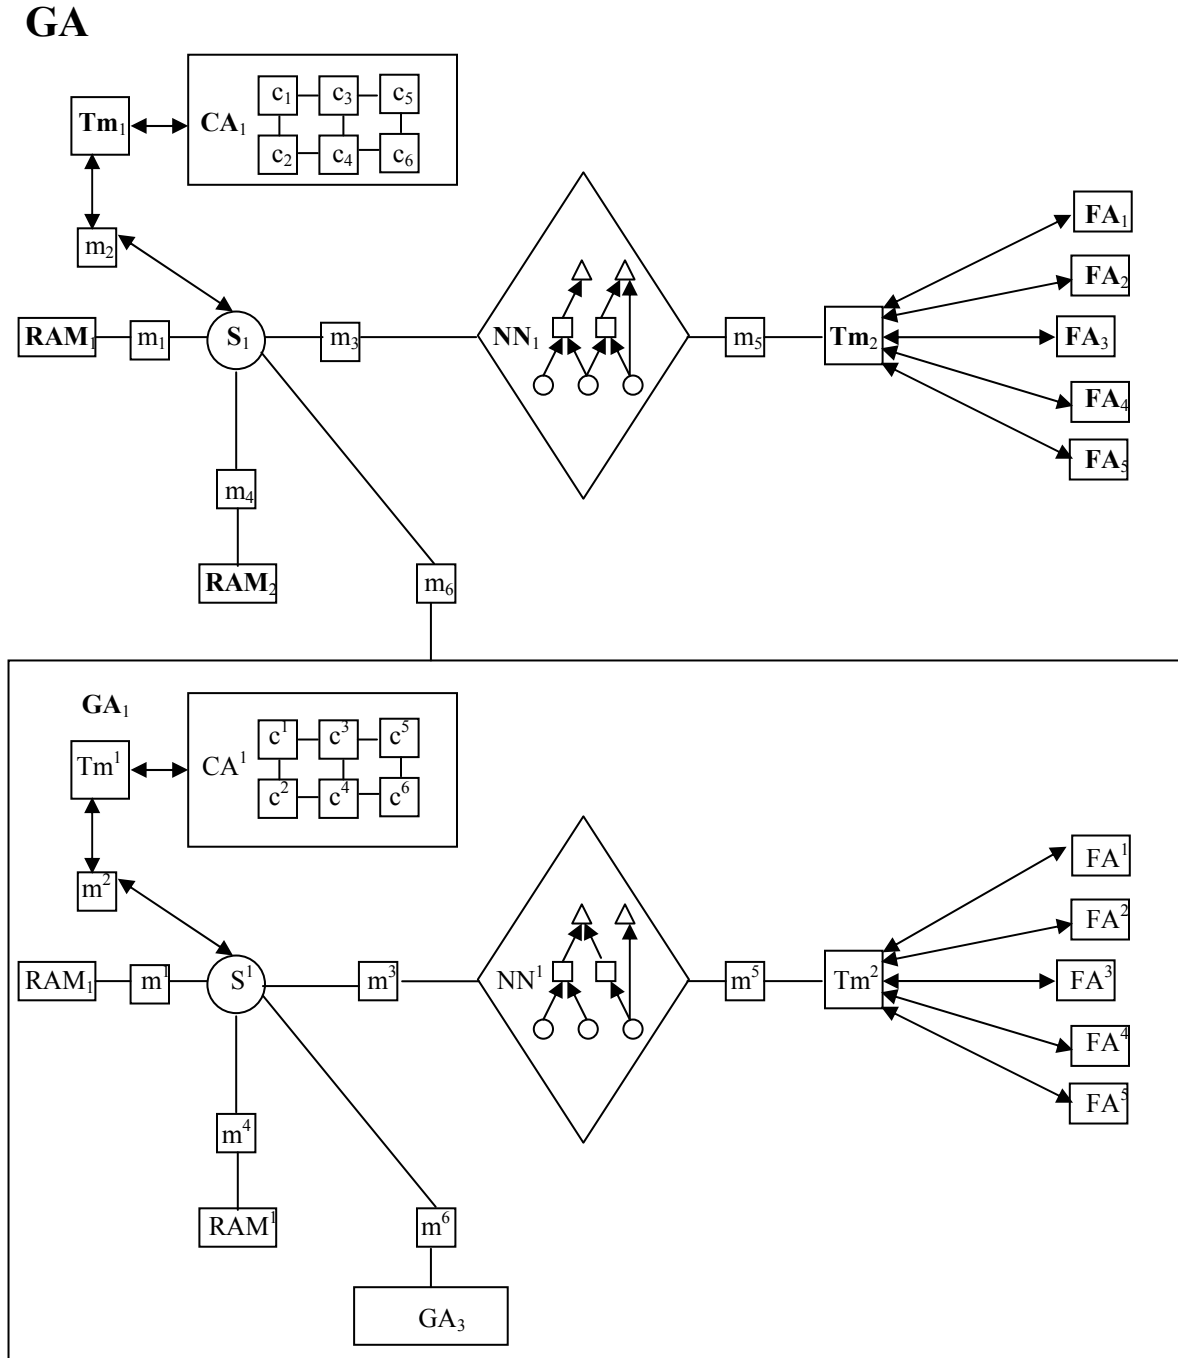 GA
c₁ c₃ c₅
Tm₁ CA₁
c₂ c₄ c₆
m₂
FA₁
FA₂
RAM₁ m₁ S₁ m₃ NN₁ m₅ Tm₂ FA₃
FA₄
FA₅
m₄
RAM₂ m₆
GA₁
c¹ c³ c⁵
Tm¹ CA¹
c² c⁴ c⁶
m²
FA¹
FA²
RAM₁ m¹ S¹ m³ NN¹ m⁵ Tm² FA³
FA⁴
FA⁵
m⁴
RAM¹ m⁶
GA₃